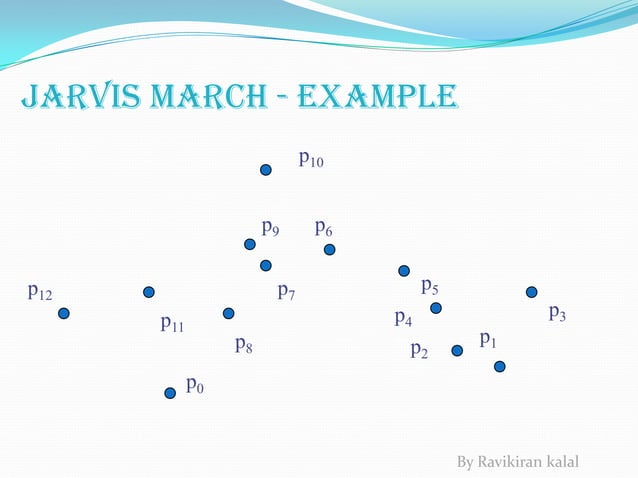 JARVIS MARCH - EXAMPLE
p10
p9 p6
p12 p7 p5
p11 p4 p3
p8 p2 p1
p0
By Ravikiran kalal